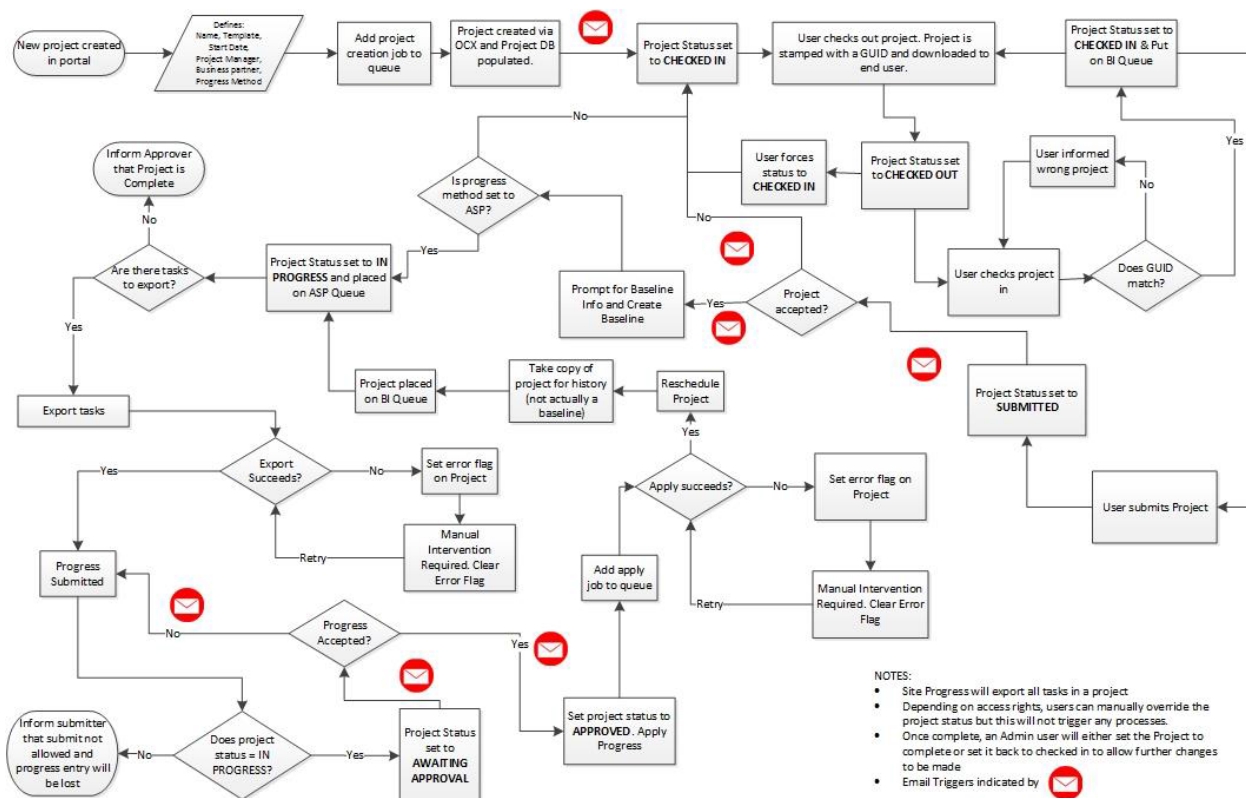 New project created
in portal
Defines:
Name, Template,
Start Date,
Project Manager,
Business partner,
Progress Method
Add project
creation job to
queue
Project created via
OCX and Project DB
populated.
Project Status set
to CHECKED IN
User checks out project. Project is
stamped with a GUID and downloaded to
end user.
Project Status set to
CHECKED IN & Put
on BI Queue
No
Yes
Inform Approver
that Project is
Complete
Is progress
method set to
ASP?
User forces
status to
CHECKED IN
Project Status set
to CHECKED OUT
User informed
wrong project
No
No
No
Yes
Are there tasks
to export?
Project Status set to IN
PROGRESS and placed
on ASP Queue
User checks project
in
Does GUID
match?
Prompt for Baseline
Info and Create
Baseline
Yes
Project
accepted?
Yes
Project placed
on BI Queue
Take copy of
project for history
(not actually a
baseline)
Reschedule
Project
Project Status set to
SUBMITTED
Export tasks
Yes
Yes
Export
Succeeds?
No
Set error flag
on Project
Apply succeeds?
No
Set error flag on
Project
User submits Project
Manual
Intervention
Required. Clear
Error Flag
Retry
Progress
Submitted
Add apply
job to queue
Manual Intervention
Required. Clear Error
Flag
Retry
No
Progress
Accepted?
Yes
Inform submitter
that submit not
allowed and
progress entry will
be lost
No
Does project
status = IN
PROGRESS?
Yes
Project Status
set to
AWAITING
APPROVAL
Set project status to
APPROVED. Apply
Progress
NOTES:
• Site Progress will export all tasks in a project
• Depending on access rights, users can manually override the
project status but this will not trigger any processes.
• Once complete, an Admin user will either set the Project to
complete or set it back to checked in to allow further changes
to be made
• Email Triggers indicated by